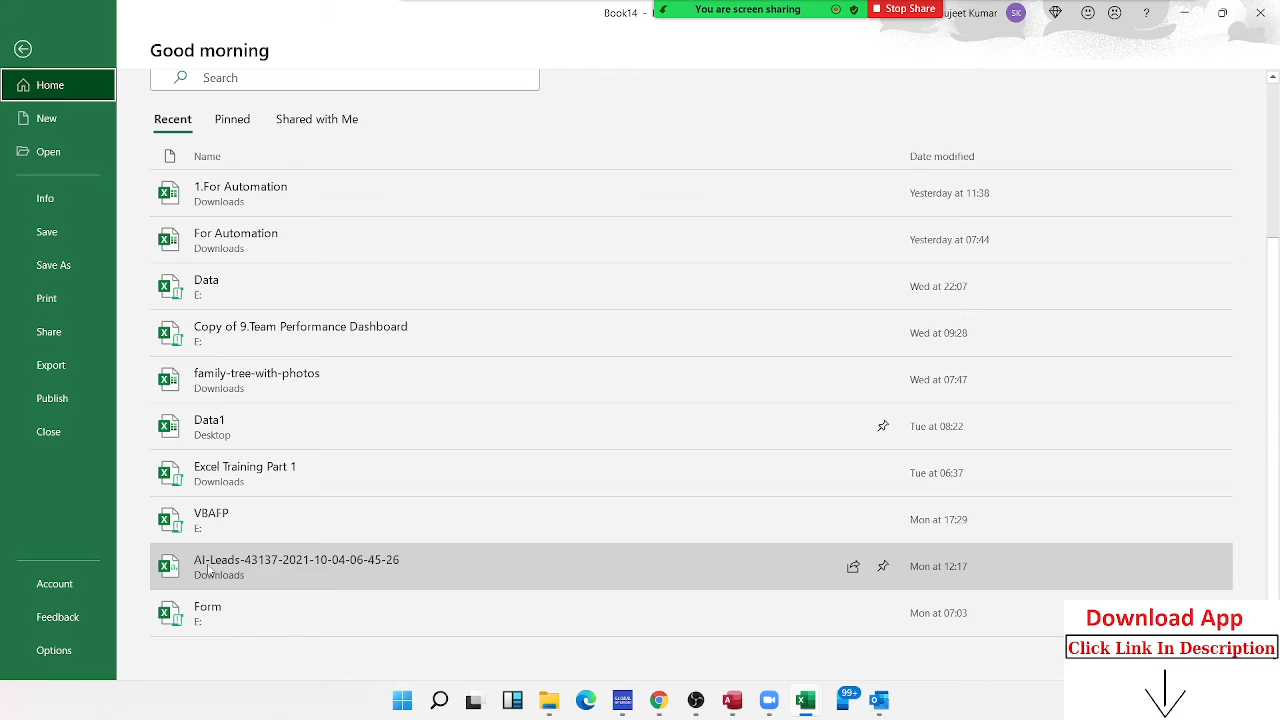 Book14
You are screen sharing
Stop Share
ujeet Kumar
SK
?
Good morning
Home
New
Open
Info
Save
Save As
Print
Share
Export
Publish
Close
Account
Feedback
Options
Search
Recent
Pinned
Shared with Me
Name
Date modified
1.For Automation
Downloads
Yesterday at 11:38
For Automation
Downloads
Yesterday at 07:44
Data
E:
Wed at 22:07
Copy of 9.Team Performance Dashboard
E:
Wed at 09:28
family-tree-with-photos
Downloads
Wed at 07:47
Data1
Desktop
Tue at 08:22
Excel Training Part 1
Downloads
Tue at 06:37
VBAFP
E:
Mon at 17:29
AI-Leads-43137-2021-10-04-06-45-26
Downloads
Mon at 12:17
Form
E:
Mon at 07:03
Download App
Click Link In Description
99+